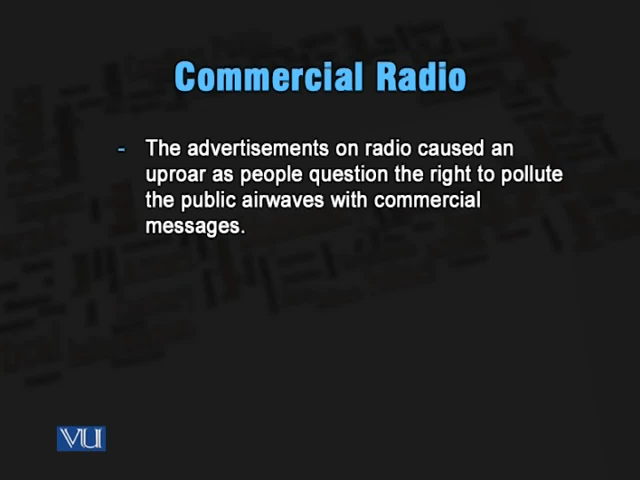 Commercial Radio
- The advertisements on radio caused an
uproar as people question the right to pollute
the public airwaves with commercial
messages.
VU